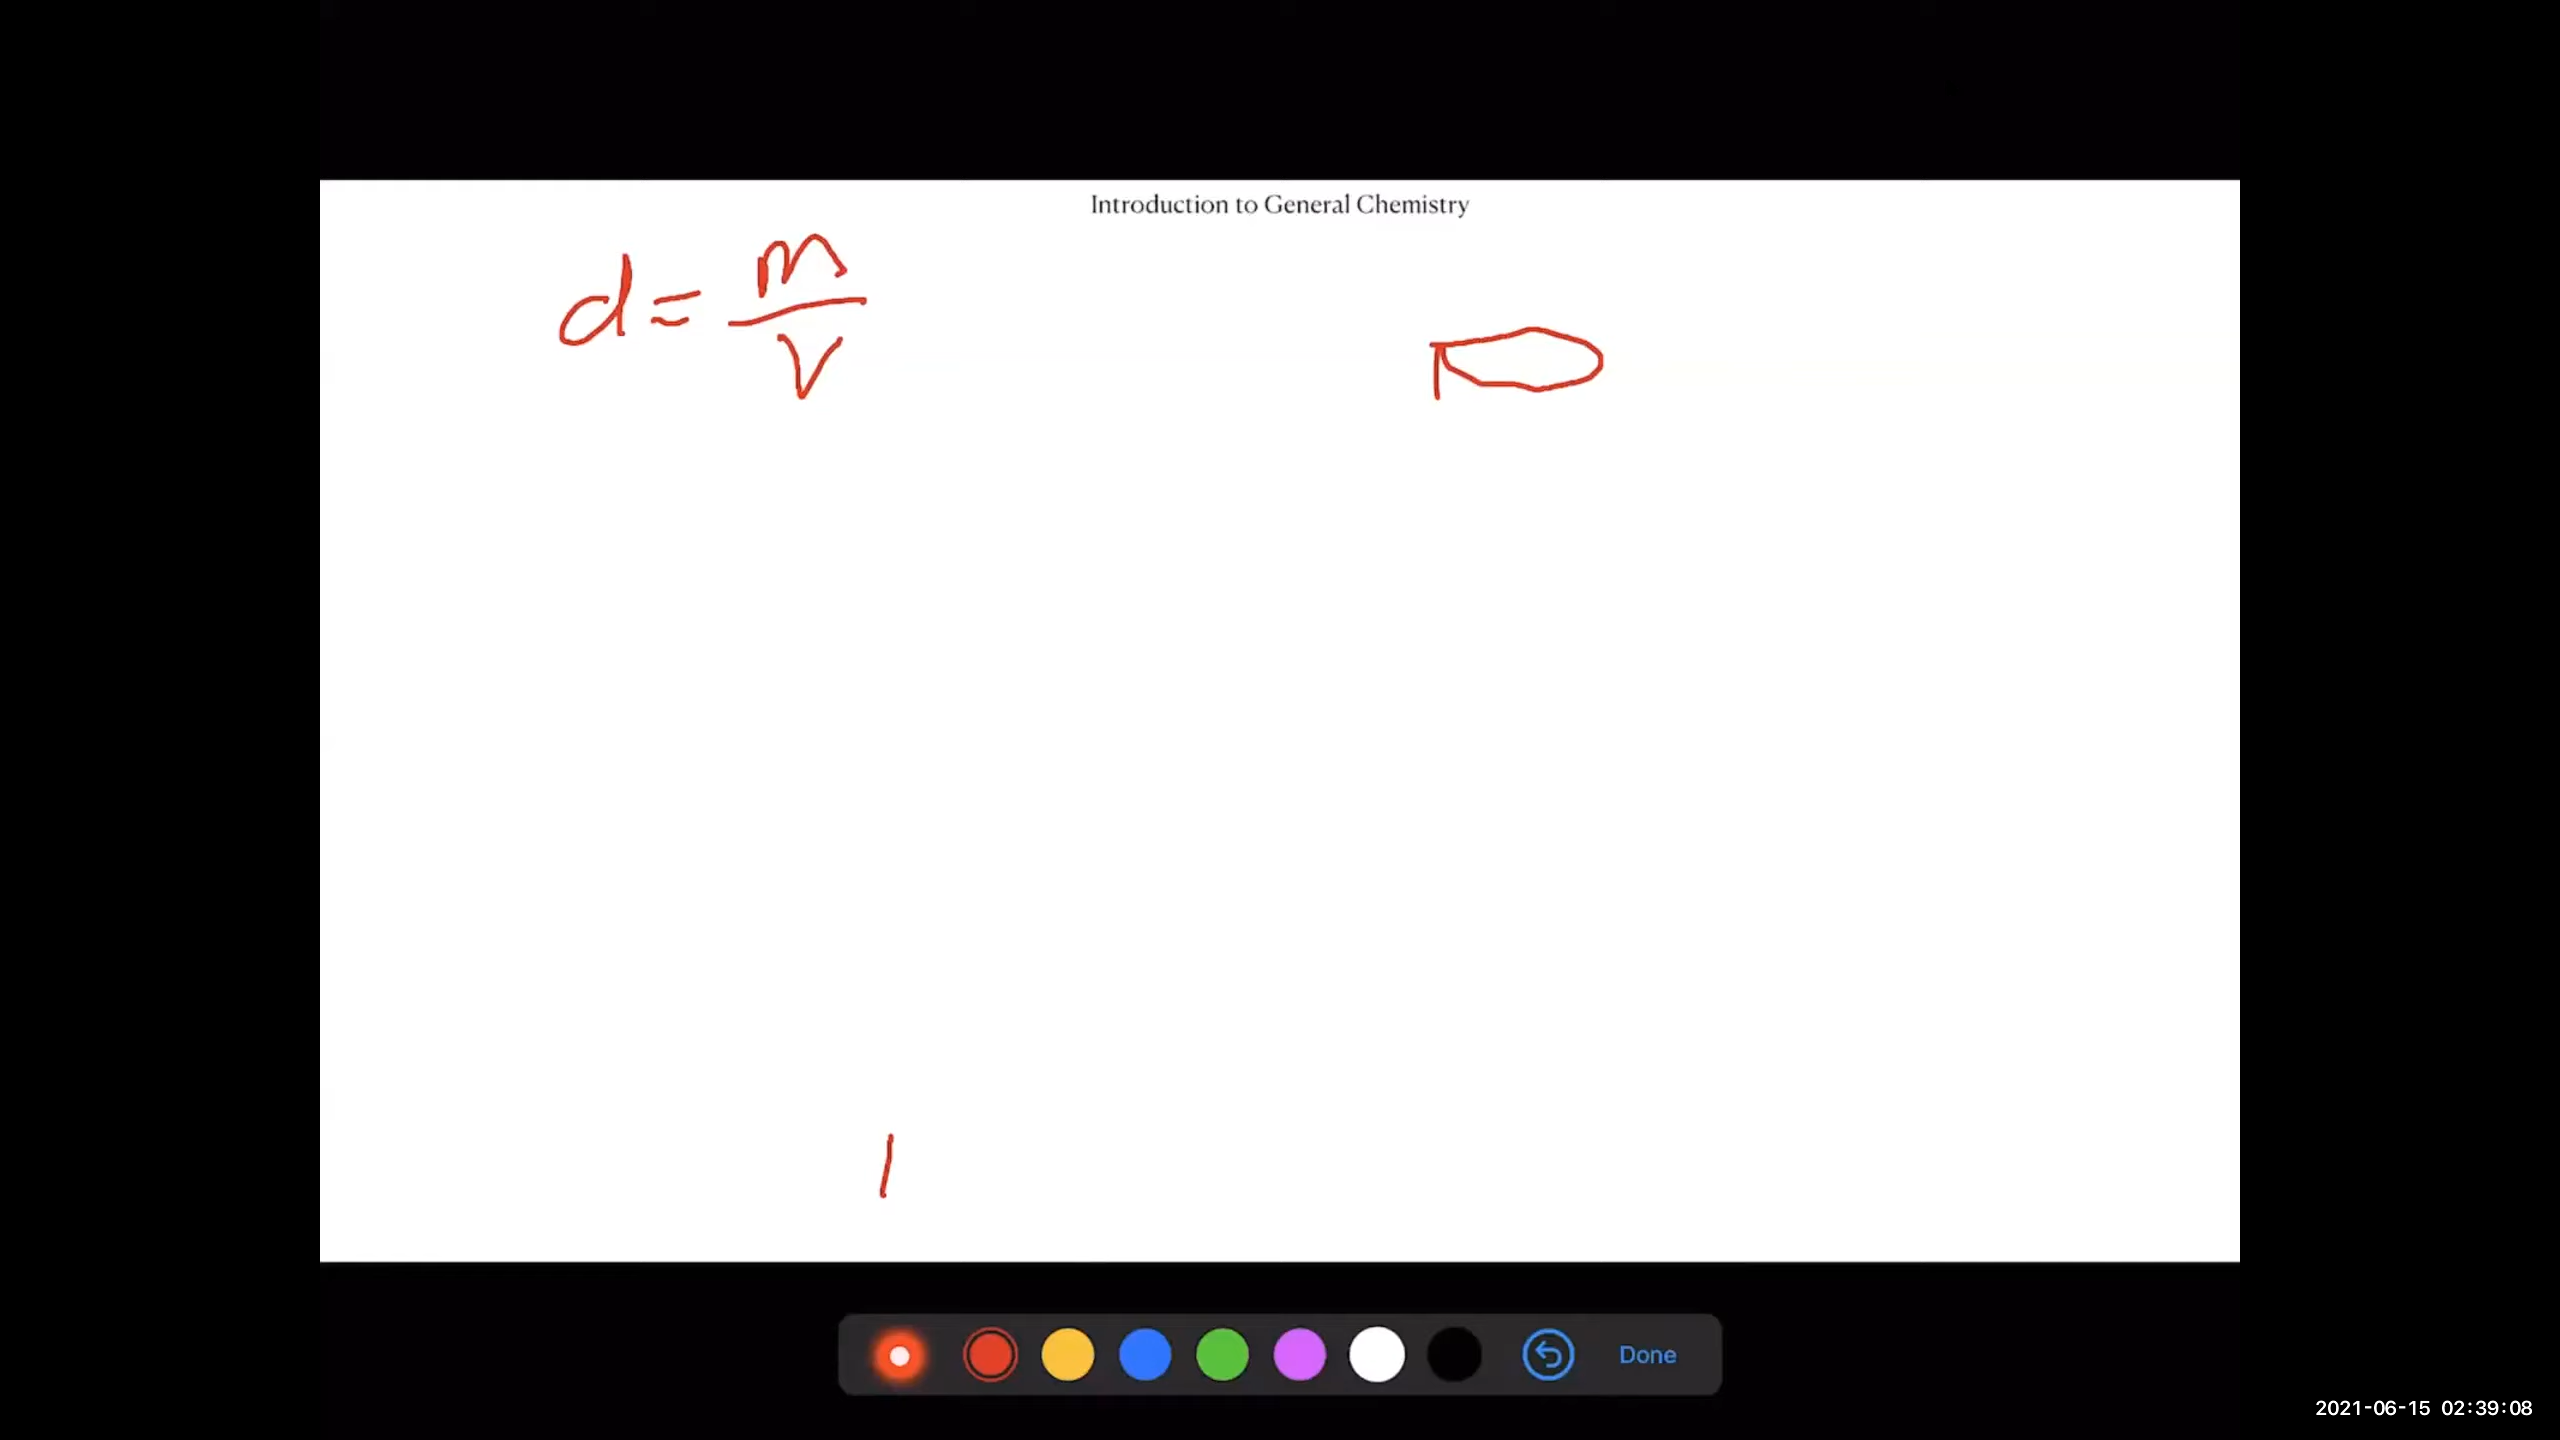 Introduction to General Chemistry
d = m/v
Done
2021-06-15 02:39:08